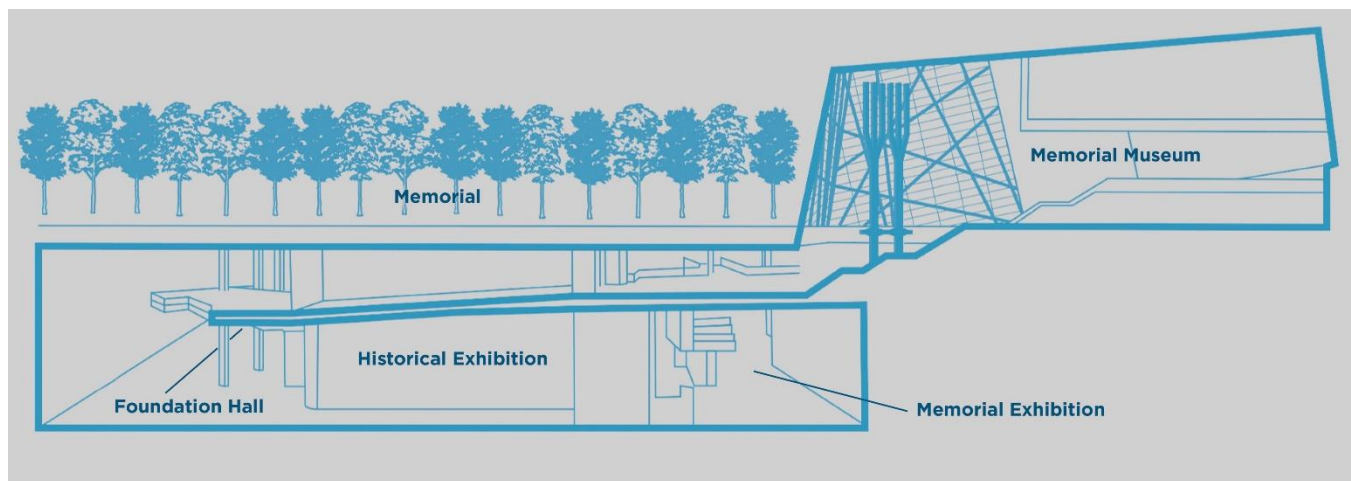 Memorial Museum
Memorial
Historical Exhibition
Foundation Hall
Memorial Exhibition